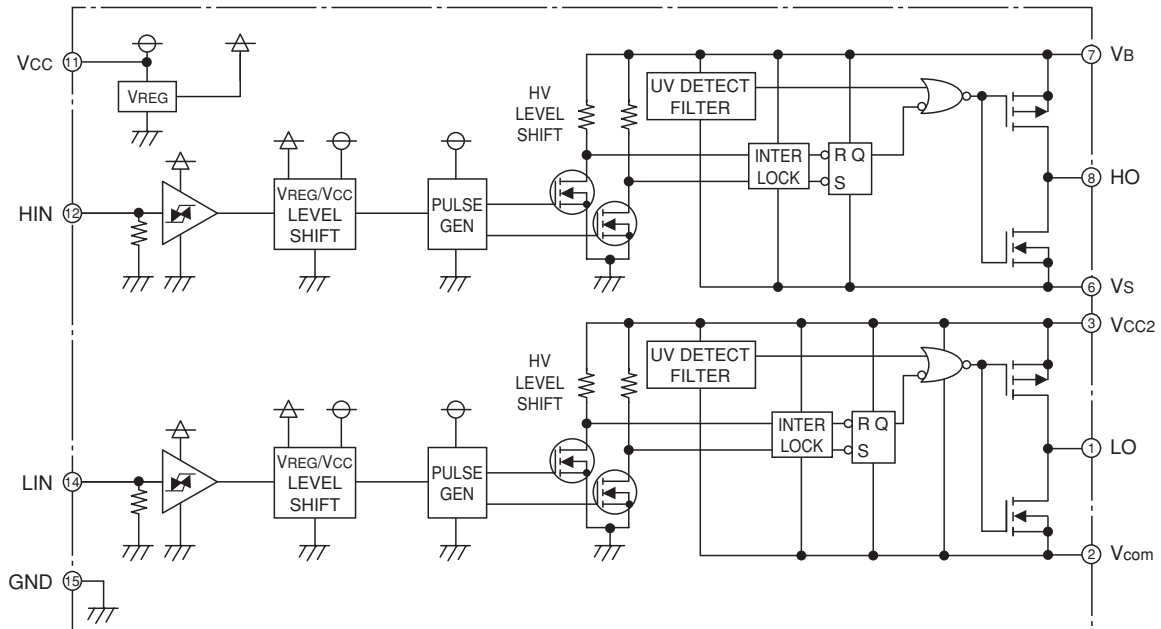 VCC 11
VREG
HIN 12
VREG/VCC
LEVEL
SHIFT
PULSE
GEN
HV
LEVEL
SHIFT
UV DETECT
FILTER
INTER
LOCK
R Q
S
7 VB
8 HO
6 VS
LIN 14
VREG/VCC
LEVEL
SHIFT
PULSE
GEN
HV
LEVEL
SHIFT
UV DETECT
FILTER
INTER
LOCK
R Q
S
3 VCC2
1 LO
2 Vcom
GND 15